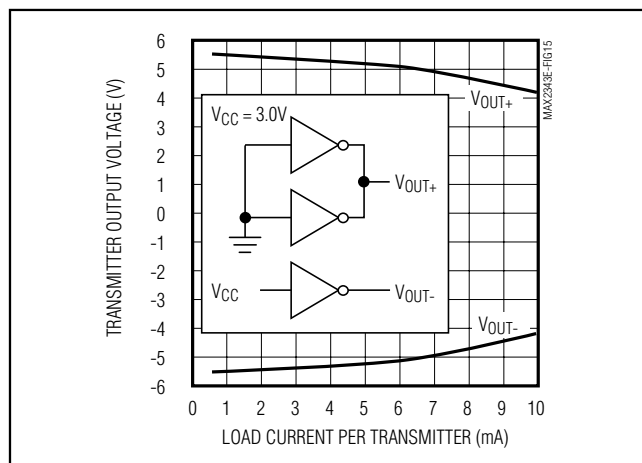 6
5
4
3
2
1
0
-1
-2
-3
-4
-5
-6
TRANSMITTER OUTPUT VOLTAGE (V)
VCC = 3.0V
VOUT+
VCC
VOUT-
VOUT+
VOUT-
MAX2343E-FIG15
0 1 2 3 4 5 6 7 8 9 10
LOAD CURRENT PER TRANSMITTER (mA)